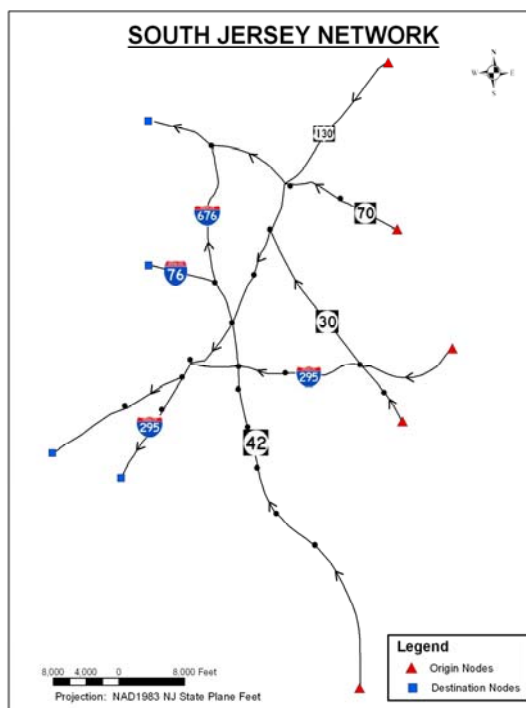 SOUTH JERSEY NETWORK
N
W E
S
130
676
70
76
30
295
295
42
8,000 4,000 0 8,000 Feet
Projection: NAD1983 NJ State Plane Feet
Legend
Origin Nodes
Destination Nodes